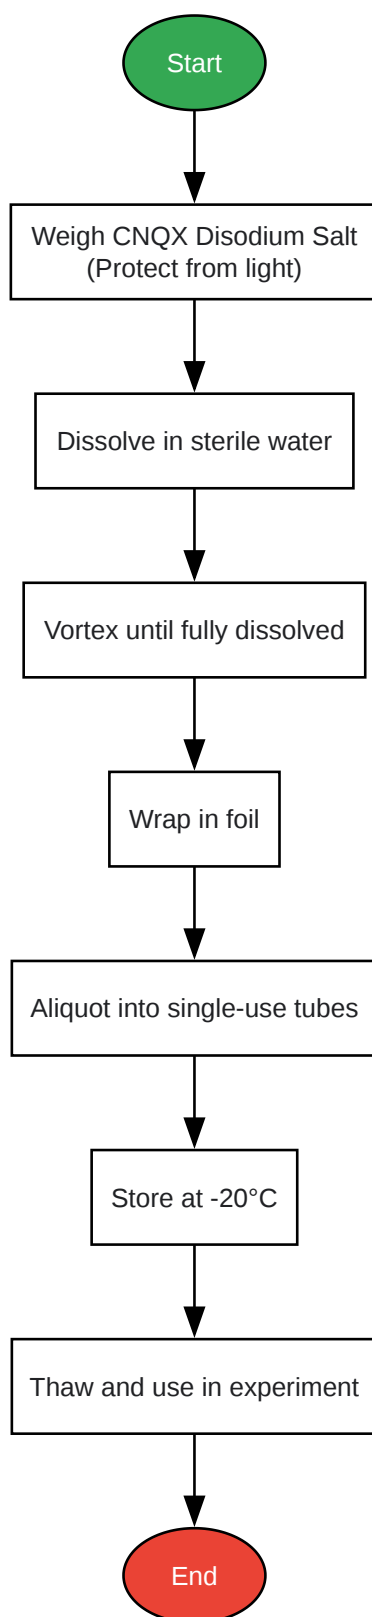 Start
Weigh CNQX Disodium Salt
(Protect from light)
Dissolve in sterile water
Vortex until fully dissolved
Wrap in foil
Aliquot into single-use tubes
Store at -20°C
Thaw and use in experiment
End